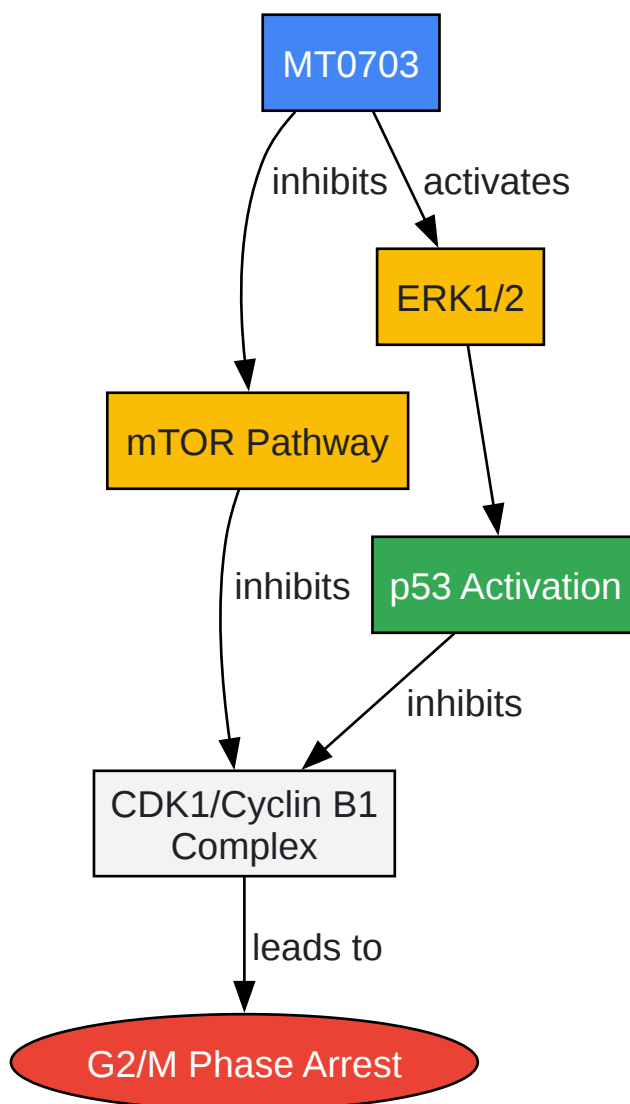 MT0703
inhibits
activates
ERK1/2
mTOR Pathway
inhibits
p53 Activation
inhibits
CDK1/Cyclin B1
Complex
leads to
G2/M Phase Arrest